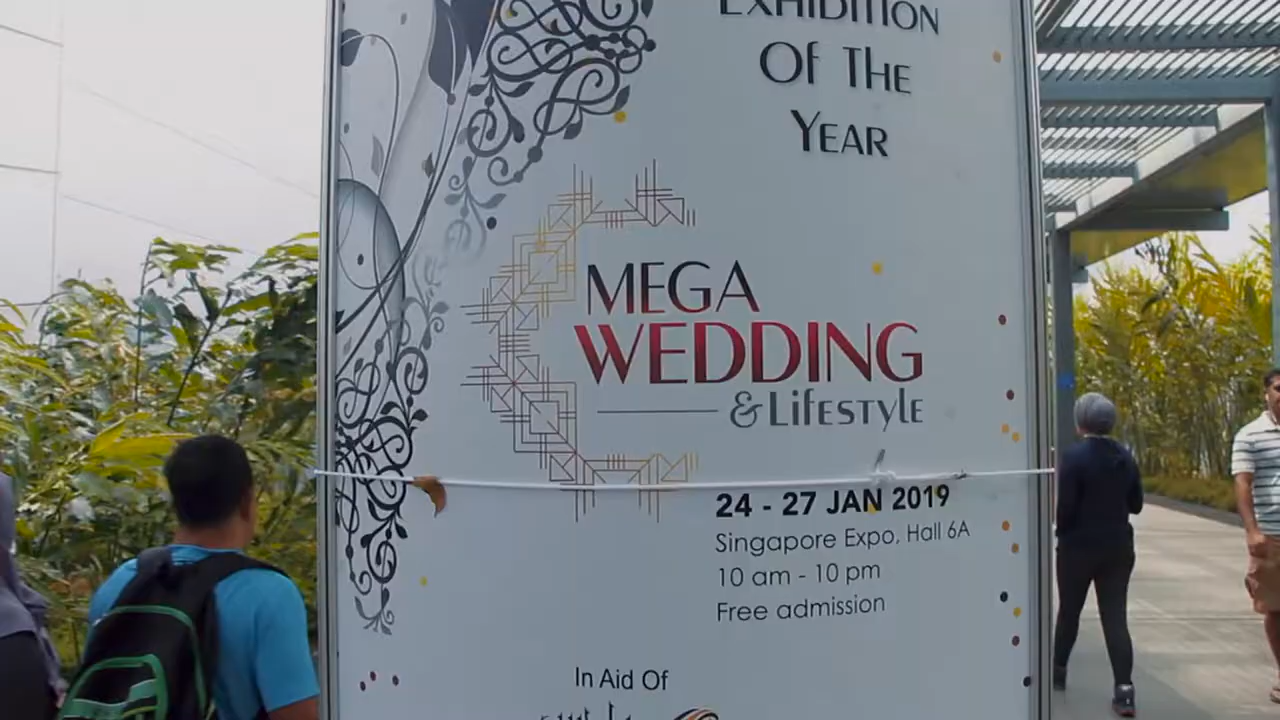 EXHIBITION
Of The
Year
MEGA
WEDDING
& Lifestyle
24 - 27 JAN 2019
Singapore Expo, Hall 6A
10 am - 10 pm
Free admission
In Aid Of